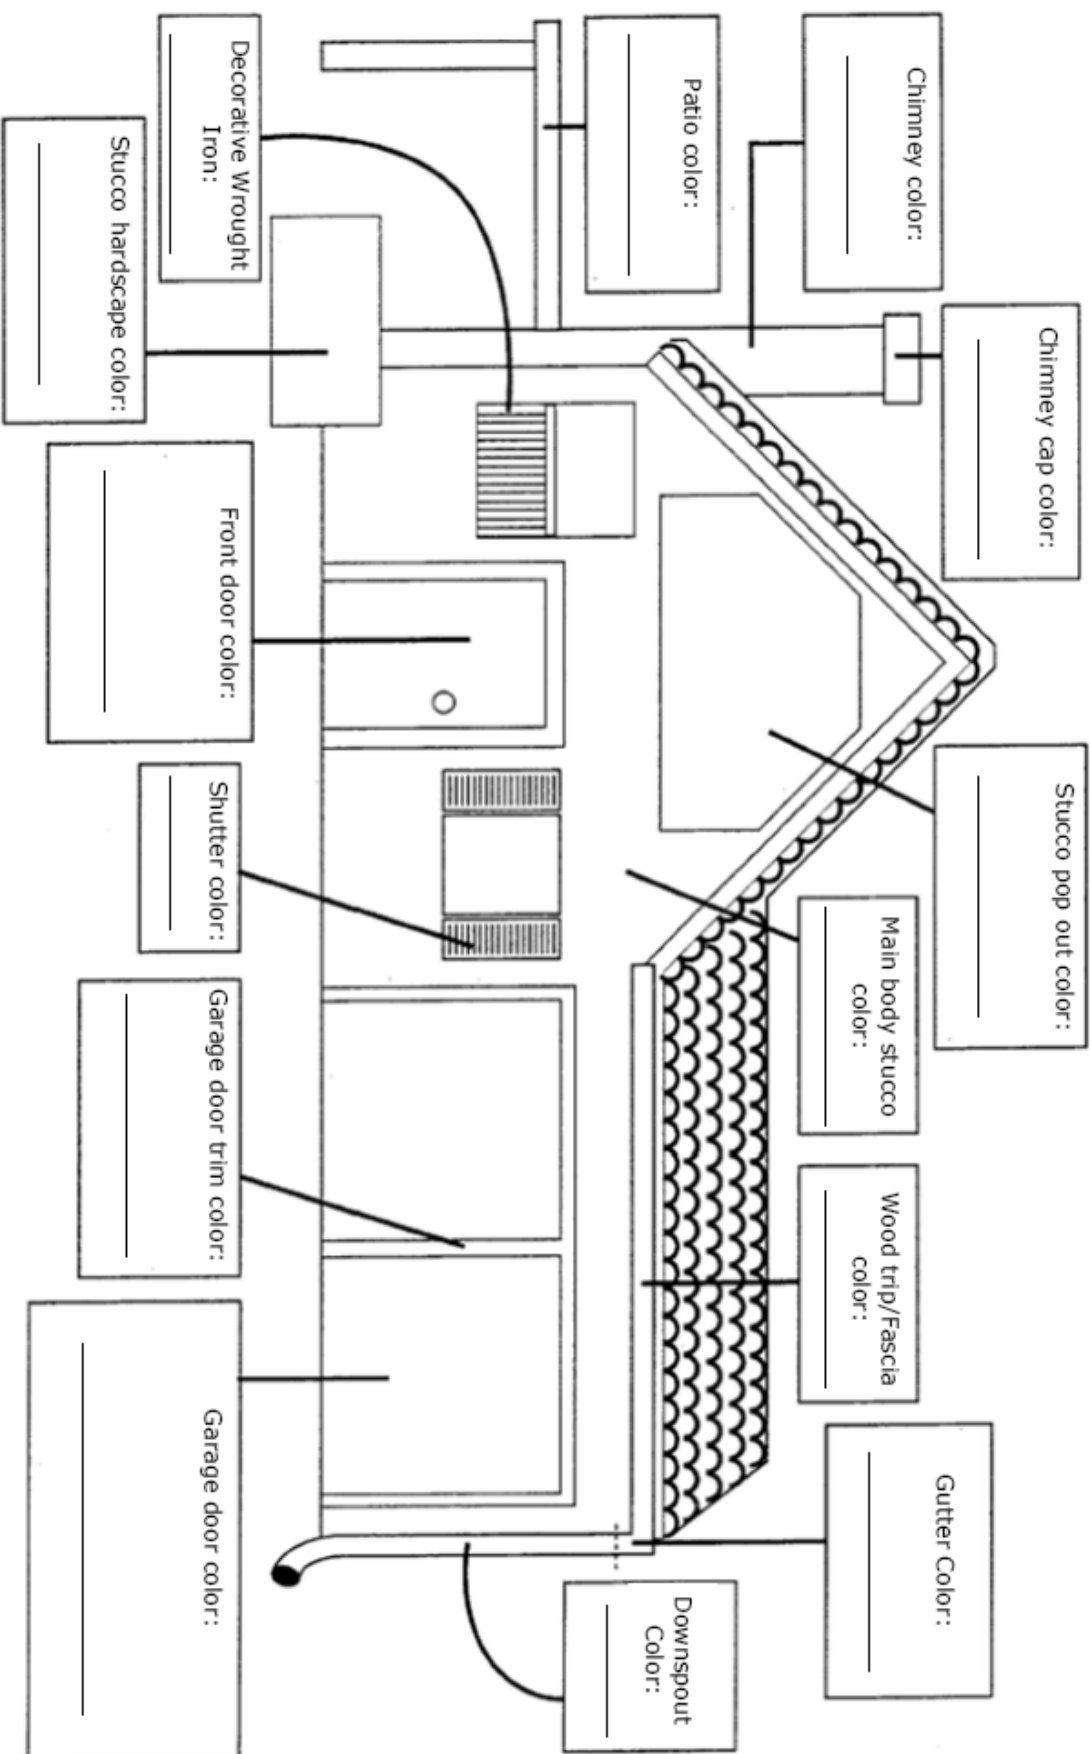 Chimney cap color:
Stucco pop out color:
Chimney color:
Main body stucco
color:
Wood trip/Fascia
color:
Gutter Color:
Patio color:
Downspout
Color:
Decorative Wrought
Iron:
Stucco hardscape color:
Front door color:
Shutter color:
Garage door trim color:
Garage door color: